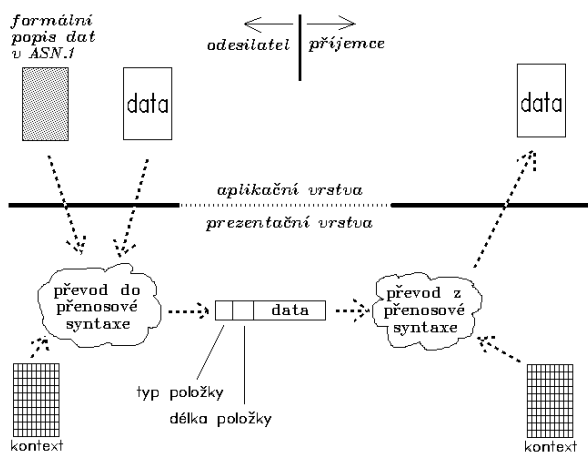 formální
popis dat
v ASN.1
odesilatel
příjemce
data
data
data
aplikační vrstva
prezentační vrstva
převod do
přenosové
syntaxe
data
převod z
přenosové
syntaxe
typ položky
délka položky
kontext
kontext